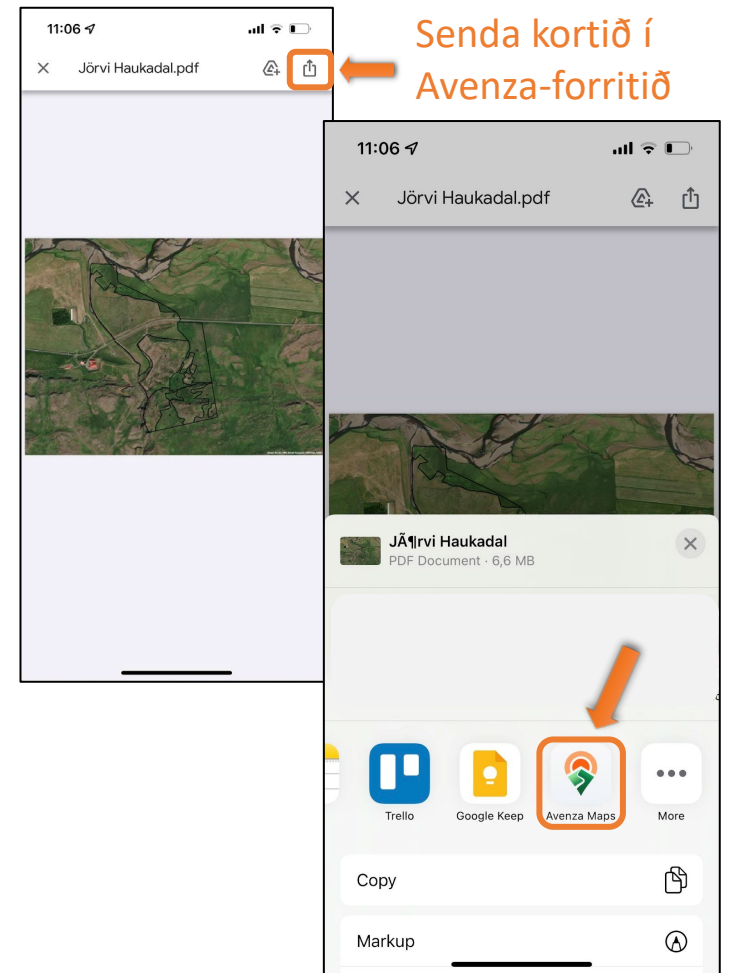 Senda kortið í
Avenza-forritið
11:06
Jörvi Haukadal.pdf
11:06
Jörvi Haukadal.pdf
JÃ¶rvi Haukadal
PDF Document · 6,6 MB
Trello
Google Keep
Avenza Maps
More
Copy
Markup